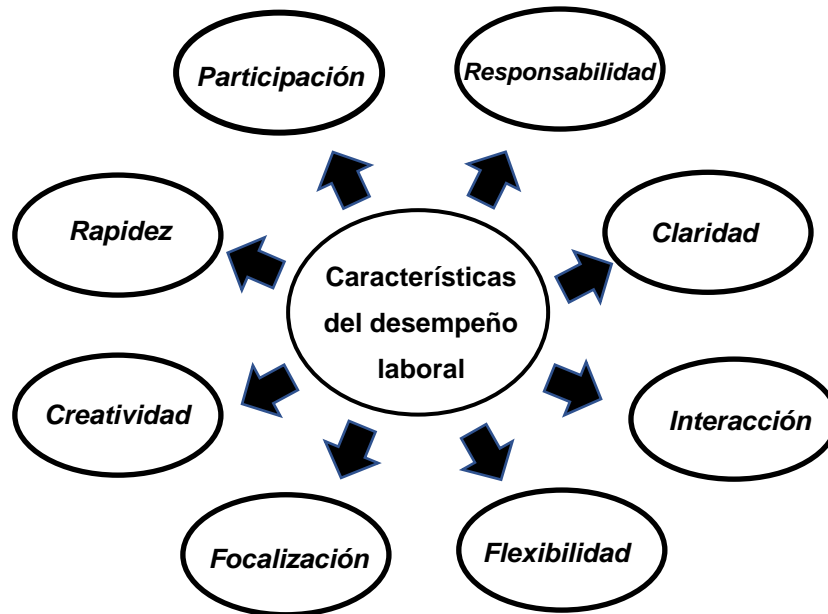 Participación
Responsabilidad
Rapidez
Claridad
Características
del desempeño
laboral
Creatividad
Interacción
Focalización
Flexibilidad